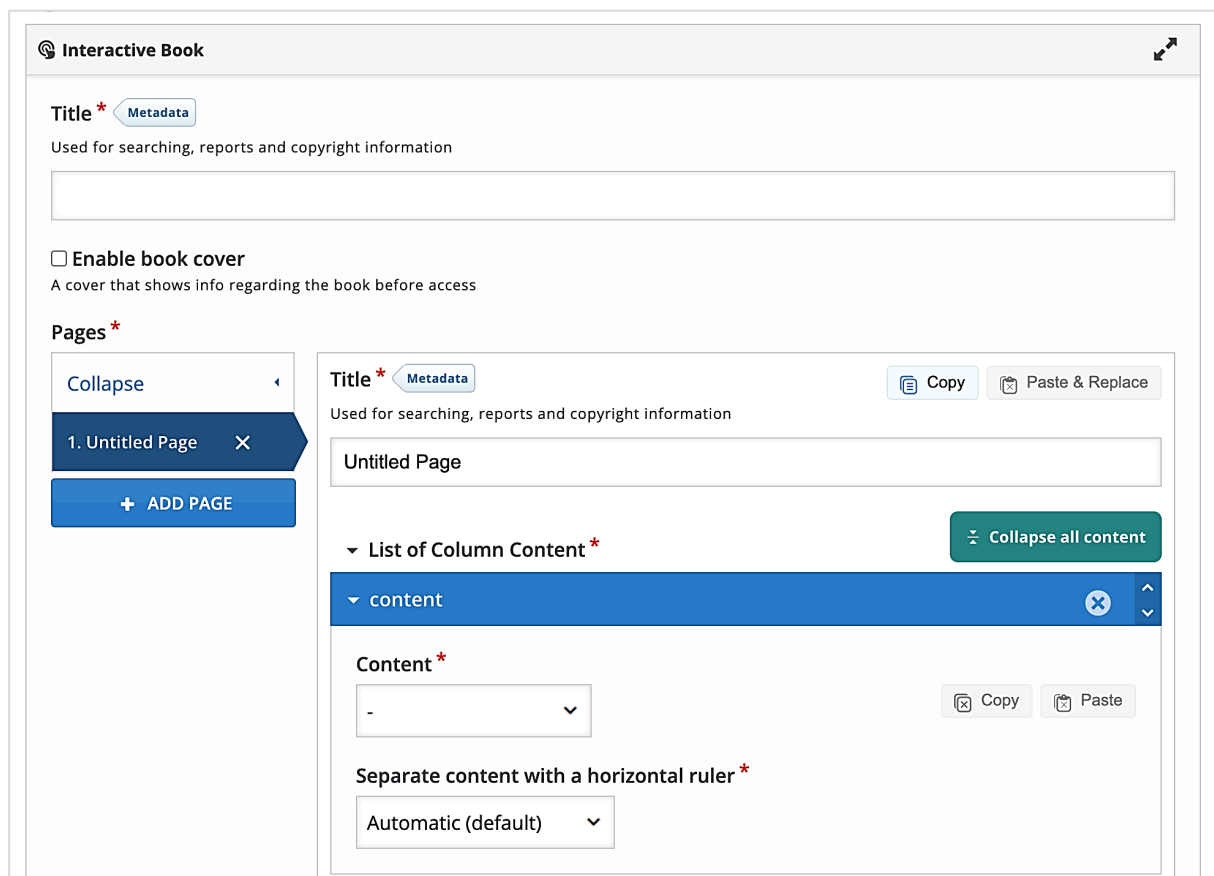 Interactive Book
Title * Metadata
Used for searching, reports and copyright information
Enable book cover
A cover that shows info regarding the book before access
Pages *
Collapse
1. Untitled Page
ADD PAGE
Title * Metadata
Copy
Paste & Replace
Used for searching, reports and copyright information
Untitled Page
List of Column Content *
Collapse all content
content
Content *
-
Copy
Paste
Separate content with a horizontal ruler *
Automatic (default)